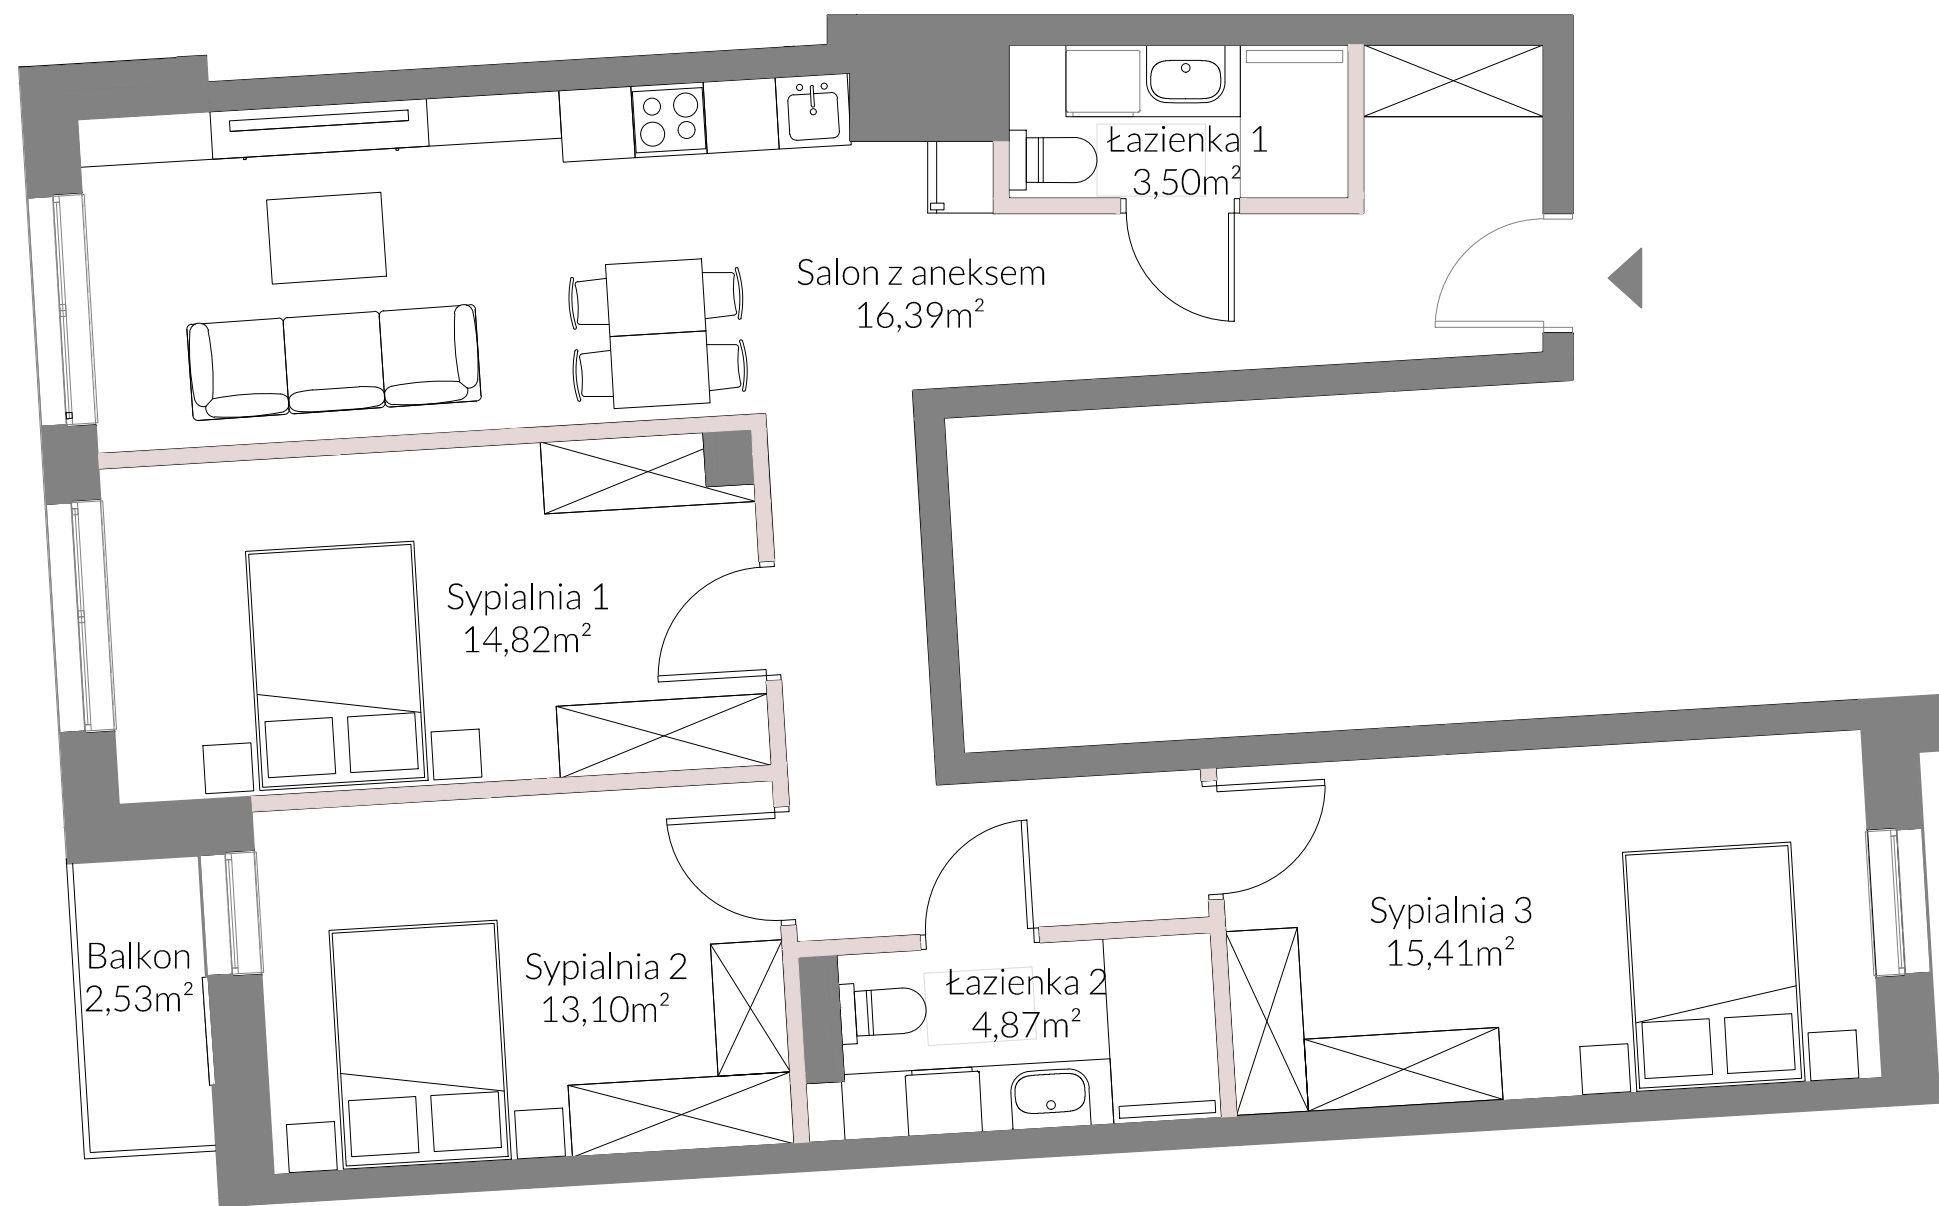 Łazienka 1
3,50m²
Salon z aneksem
16,39m²
Sypialnia 1
14,82m²
Sypialnia 3
15,41m²
Balkon
2,53m²
Sypialnia 2
13,10m²
Łazienka 2
4,87m²